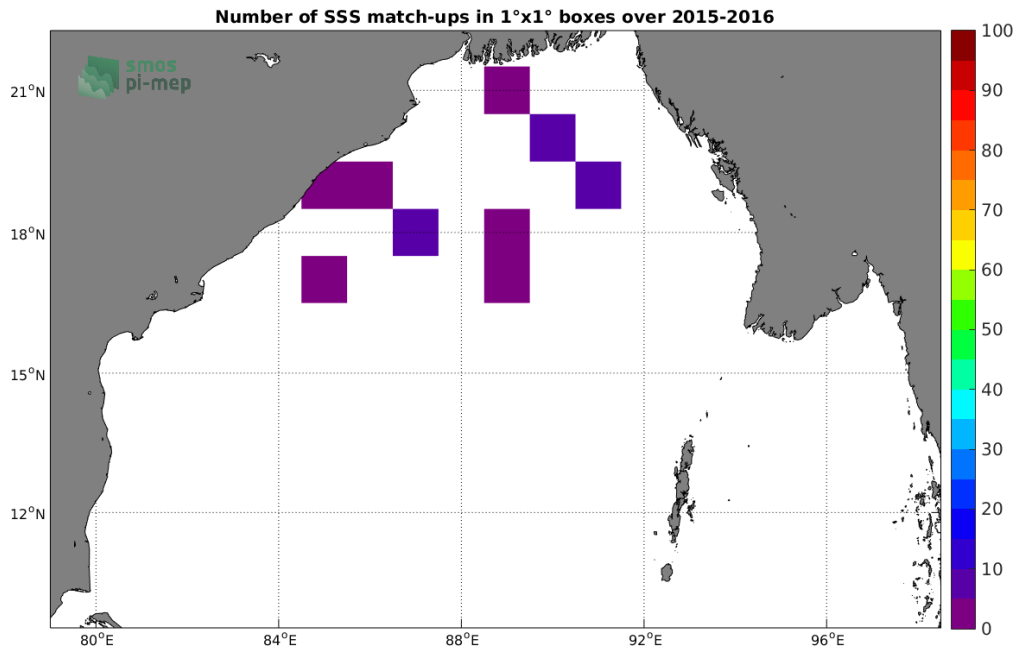 Number of SSS match-ups in 1°x1° boxes over 2015-2016
smos
pi-mep
21°N
18°N
15°N
12°N
80°E
84°E
88°E
92°E
96°E
100
90
80
70
60
50
40
30
20
10
0